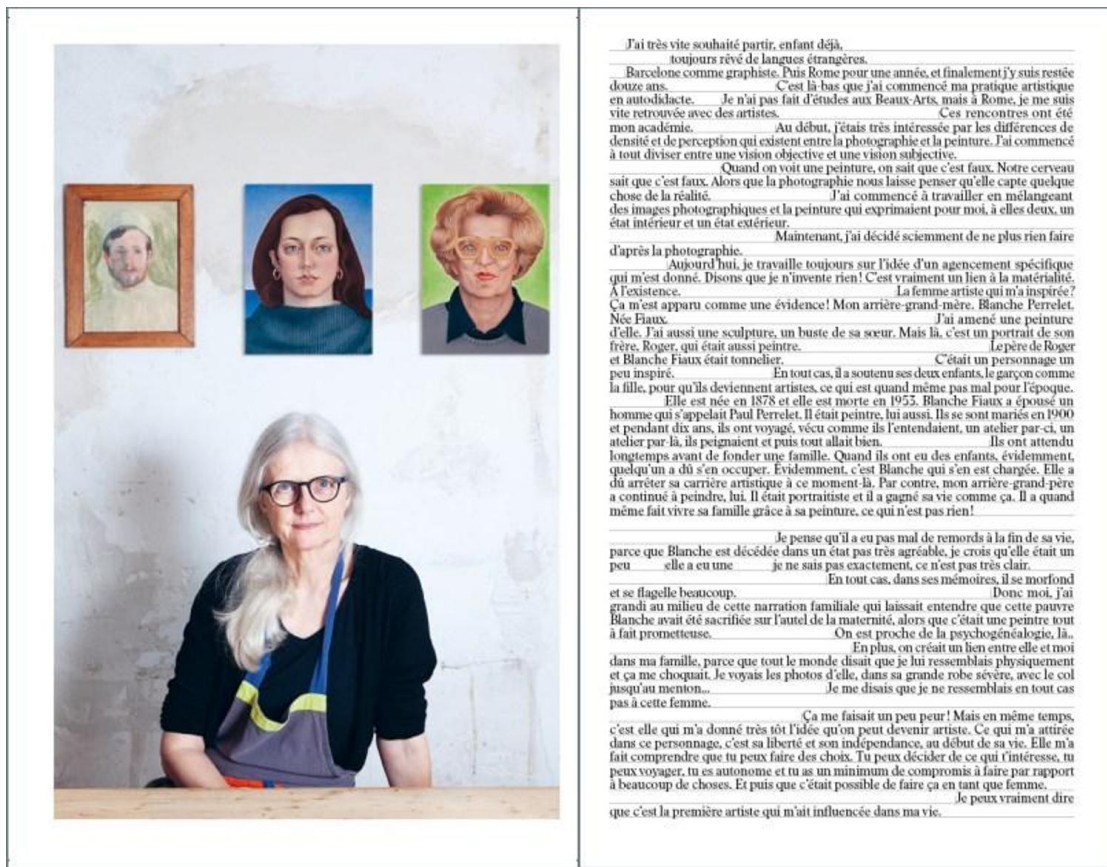 J'ai très vite souhaité partir, enfant déjà,
toujours rêvé de langues étrangères.
Barcelone comme graphiste. Puis Rome pour une année, et finalement j'y suis restée
douze ans. C'est là-bas que j'ai commencé ma pratique artistique
en autodidacte. Je n'ai pas fait d'études aux Beaux-Arts, mais à Rome, je me suis
vite retrouvée avec des artistes. Ces rencontres ont été
mon académie. Au début, j'étais très intéressée par les différences de
densité et de perception qui existent entre la photographie et la peinture. J'ai commencé
à tout diviser entre une vision objective et une vision subjective.
Quand on voit une peinture, on sait que c'est faux. Notre cerveau
sait que c'est faux. Alors que la photographie nous laisse penser qu'elle capte quelque
chose de la réalité. J'ai commencé à travailler en mélangeant
des images photographiques et la peinture qui exprimaient pour moi, à elles deux, un
état intérieur et un état extérieur.
Maintenant, j'ai décidé sciemment de ne plus rien faire
d'après la photographie.
Aujourd'hui, je travaille toujours sur l'idée d'un agencement spécifique
qui m'est donné. Disons que je n'invente rien ! C'est vraiment un lien à la matérialité.
À l'existence. La femme artiste qui m'a inspirée ?
Ça m'est apparu comme une évidence ! Mon arrière-grand-mère. Blanche Perrelet.
Née Fiaux. J'ai amené une peinture
d'elle. J'ai aussi une sculpture, un buste de sa sœur. Mais là, c'est un portrait de son
frère, Roger, qui était aussi peintre. Le père de Roger
et Blanche Fiaux était tonnelier. C'était un personnage un
peu inspiré. En tout cas, il a soutenu ses deux enfants, le garçon comme
la fille, pour qu'ils deviennent artistes, ce qui est quand même pas mal pour l'époque.
Elle est née en 1878 et elle est morte en 1953. Blanche Fiaux a épousé un
homme qui s'appelait Paul Perrelet. Il était peintre, lui aussi. Ils se sont mariés en 1900
et pendant dix ans, ils ont voyagé, vécu comme ils l'entendaient, un atelier par-ci, un
atelier par-là, ils peignaient et puis tout allait bien. Ils ont attendu
longtemps avant de fonder une famille. Quand ils ont eu des enfants, évidemment,
quelqu'un a dû s'en occuper. Évidemment, c'est Blanche qui s'en est chargée. Elle a
dû arrêter sa carrière artistique à ce moment-là. Par contre, mon arrière-grand-père
a continué à peindre, lui. Il était portraitiste et il a gagné sa vie comme ça. Il a quand
même fait vivre sa famille grâce à sa peinture, ce qui n'est pas rien !
Je pense qu'il a eu pas mal de remords à la fin de sa vie,
parce que Blanche est décédée dans un état pas très agréable, je crois qu'elle était un
peu elle a eu une je ne sais pas exactement, ce n'est pas très clair.
En tout cas, dans ses mémoires, il se morfond
et se flagelle beaucoup. Donc moi, j'ai
grandi au milieu de cette narration familiale qui laissait entendre que cette pauvre
Blanche avait été sacrifiée sur l'autel de la maternité, alors que c'était une peintre tout
à fait prometteuse. On est proche de la psychogénéalogie, là..
En plus, on créait un lien entre elle et moi
dans ma famille, parce que tout le monde disait que je lui ressemblais physiquement
et ça me choquait. Je voyais les photos d'elle, dans sa grande robe sévère, avec le col
jusqu'au menton... Je me disais que je ne ressemblais en tout cas
pas à cette femme.
Ça me faisait un peu peur ! Mais en même temps,
c'est elle qui m'a donné très tôt l'idée qu'on peut devenir artiste. Ce qui m'a attirée
dans ce personnage, c'est sa liberté et son indépendance, au début de sa vie. Elle m'a
fait comprendre que tu peux faire des choix. Tu peux décider de ce qui t'intéresse, tu
peux voyager, tu es autonome et tu as un minimum de compromis à faire par rapport
à beaucoup de choses. Et puis que c'était possible de faire ça en tant que femme.
Je peux vraiment dire
que c'est la première artiste qui m'ait influencée dans ma vie.